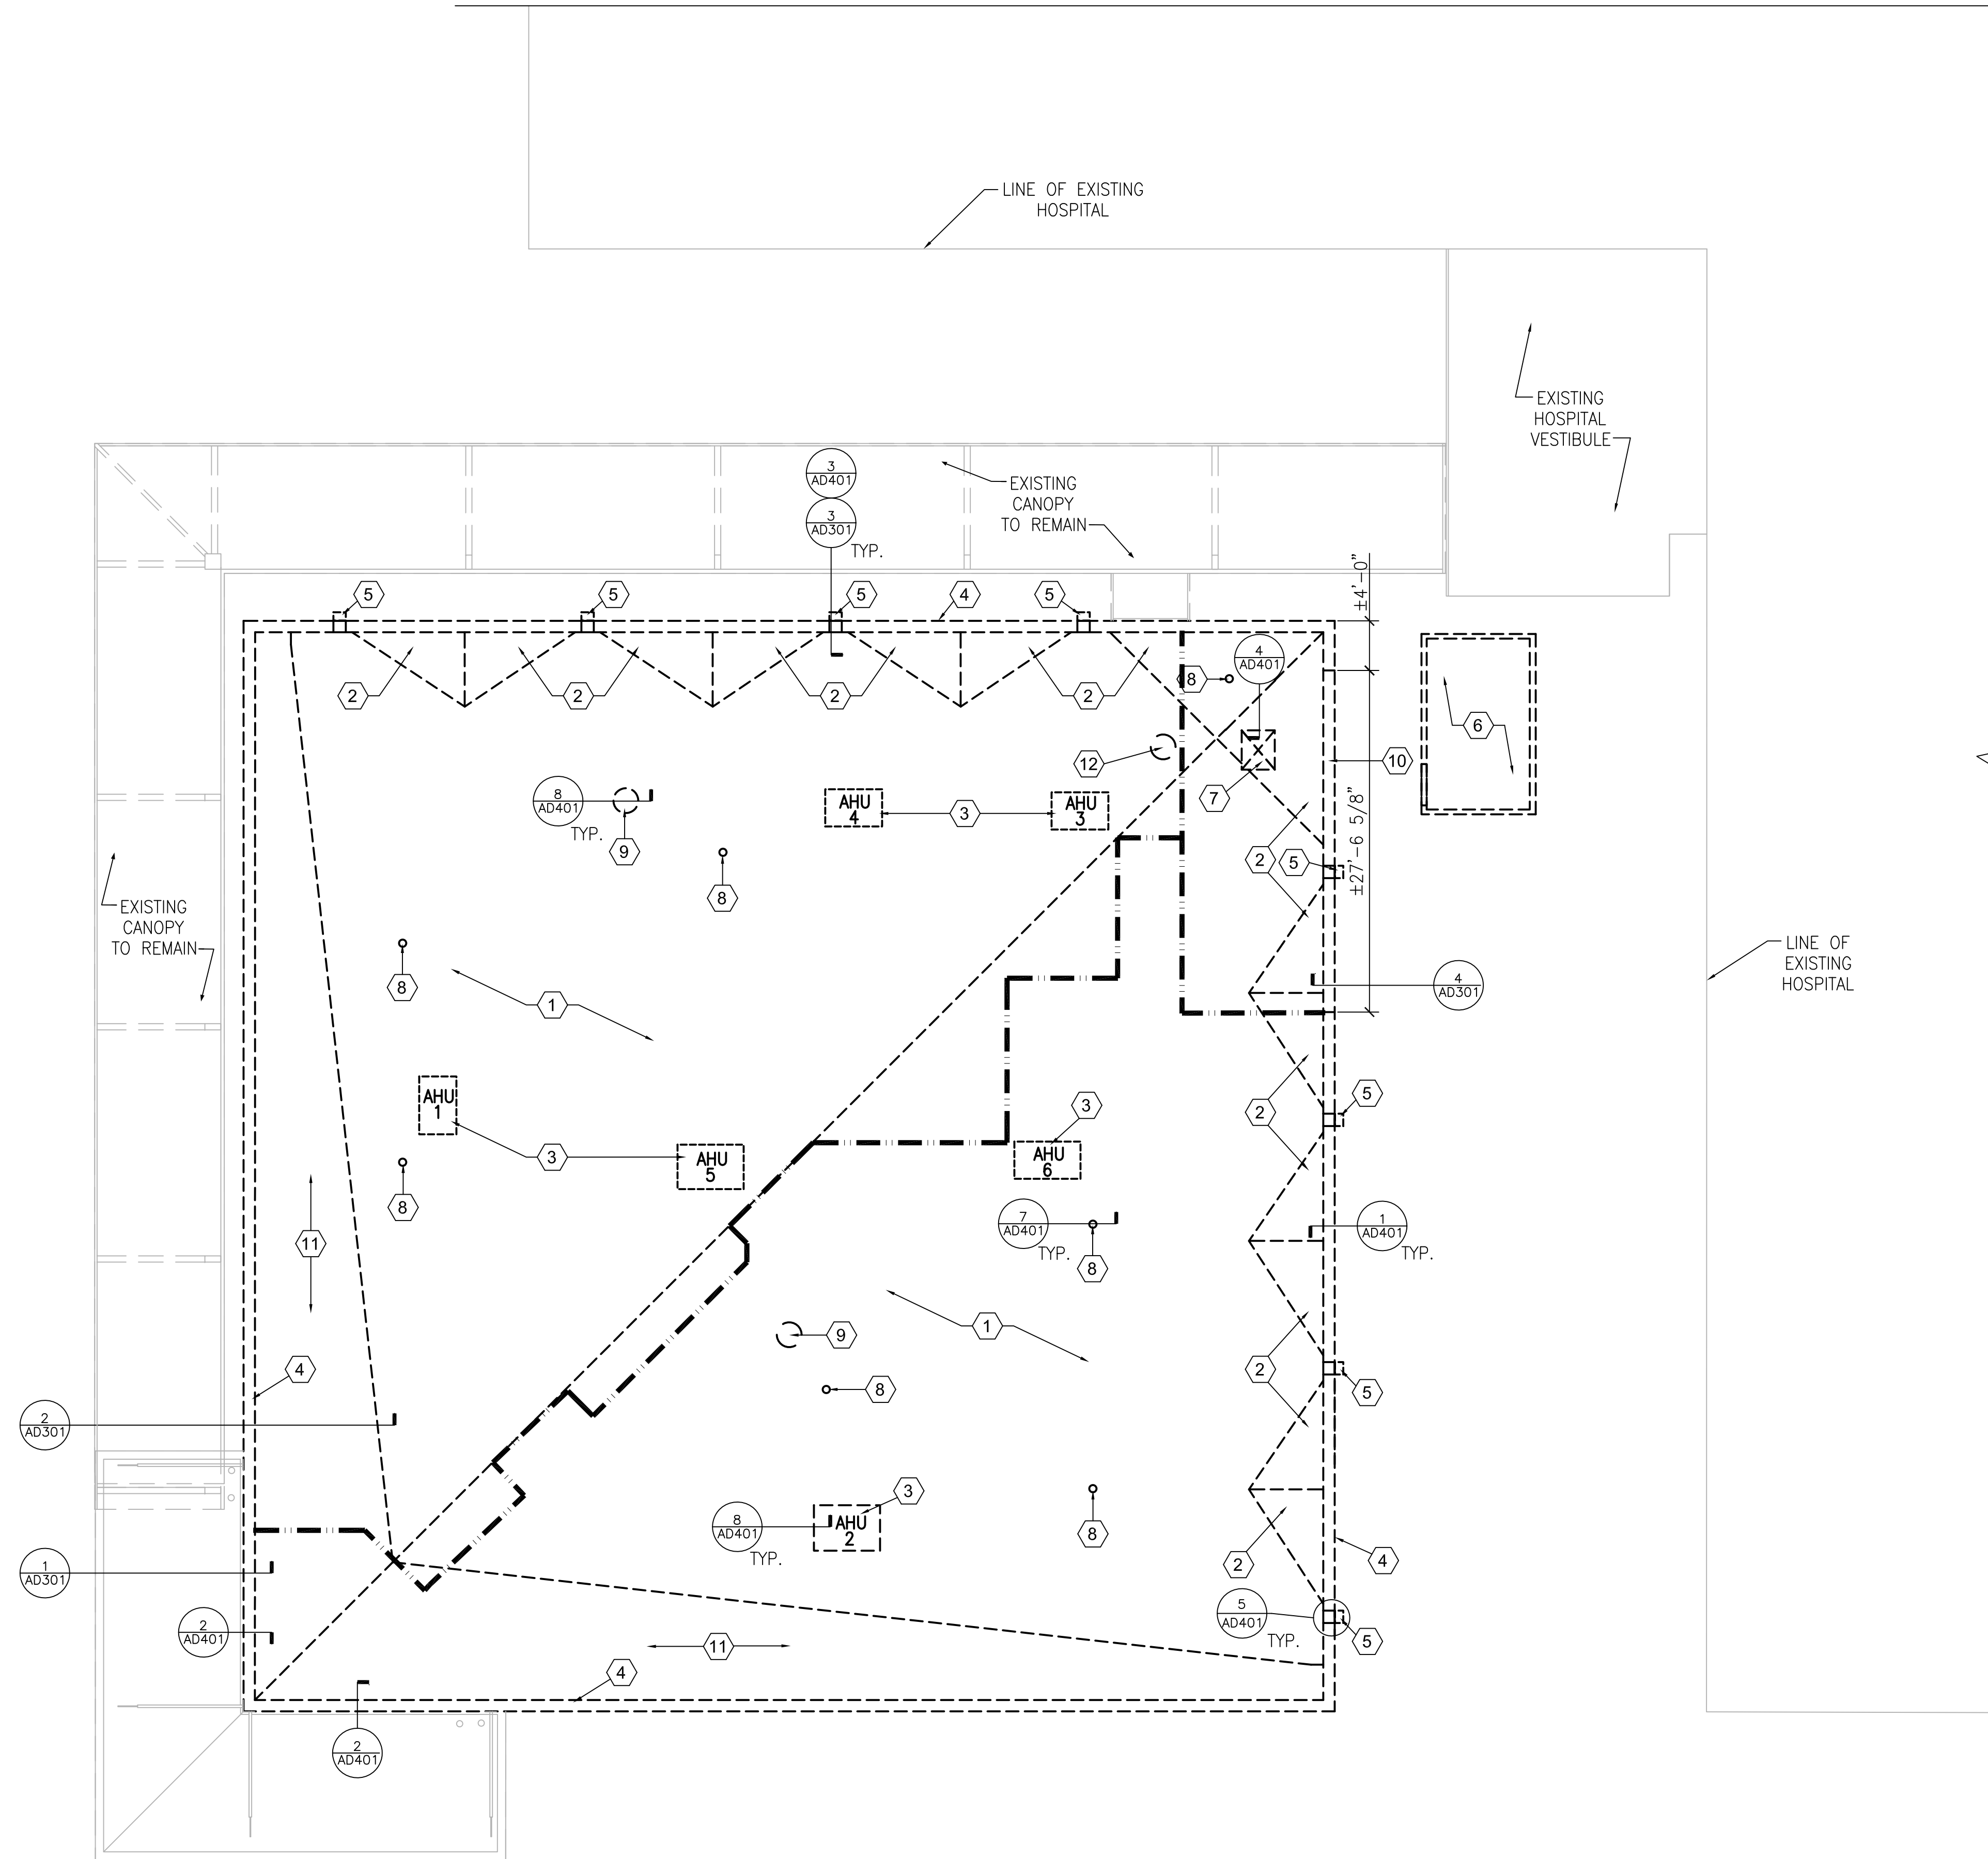 LINE OF EXISTING
HOSPITAL
EXISTING
HOSPITAL
VESTIBULE
3
AD401
3
AD301
TYP.
EXISTING
CANOPY
TO REMAIN
±4'-0"
5
5
5
4
5
2
2
2
2
8
4
AD401
6
12
10
7
8
AD401
TYP.
9
AHU
4
3
AHU
3
±27'-6 5/8"
2
5
8
EXISTING
CANOPY
TO REMAIN
8
1
4
AD301
LINE OF
EXISTING
HOSPITAL
AHU
1
3
AHU
5
3
AHU
6
2
5
8
11
7
AD401
TYP.
8
1
AD401
TYP.
1
9
4
2
5
8
2
AD301
3
8
AD401
TYP.
AHU
2
8
2
4
1
AD301
2
AD401
5
AD401
TYP.
5
11
4
2
AD401